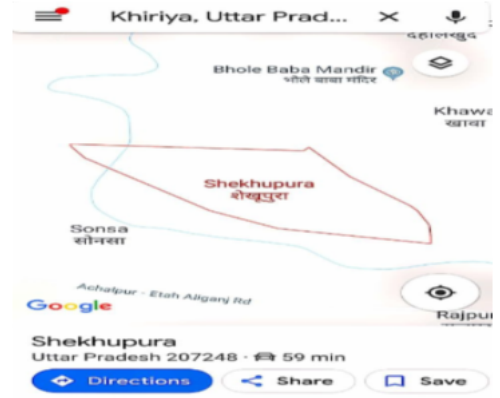 Khiriya, Uttar Prad...
Bhole Baba Mandir
भोले बाबा मंदिर
Khawa
खावा
Shekhupura
शेखूपुरा
Sonsa
सोनसा
Achalpur - Etah Aliganj Rd
Google
Rajpur
Shekhupura
Uttar Pradesh 207248 · 59 min
Directions
Share
Save